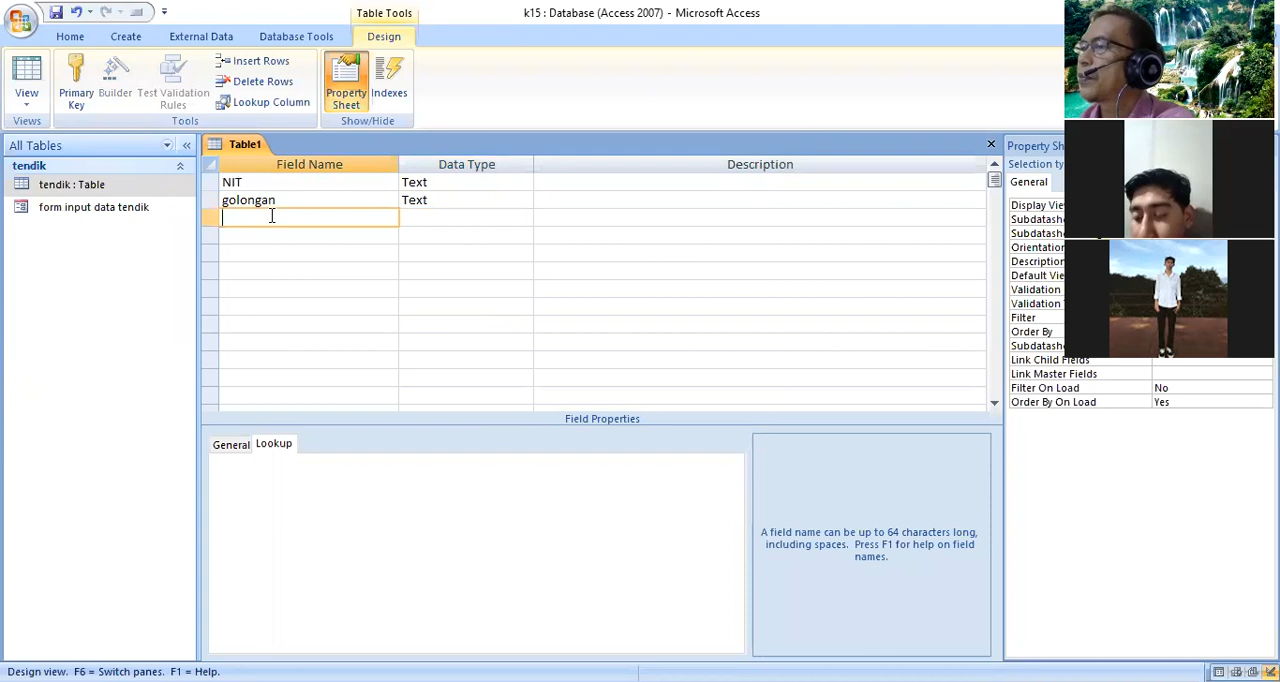 Table Tools
k15 : Database (Access 2007) - Microsoft Access
Home Create External Data Database Tools Design
View
Primary Key
Builder
Test Validation Rules
Insert Rows
Delete Rows
Lookup Column
Property Sheet
Indexes
Views
Tools
Show/Hide
All Tables
tendik
tendik : Table
form input data tendik
Table1
Field Name Data Type Description
NIT Text
golongan Text
Field Properties
General Lookup
A field name can be up to 64 characters long,
including spaces. Press F1 for help on field
names.
Property Sh
Selection ty
General
Display Vie
Subdatashe
Subdatashe
Orientation
Description
Default Vie
Validation
Validation
Filter
Order By
Subdatashe
Link Child Fields
Link Master Fields
Filter On Load No
Order By On Load Yes
Design view. F6 = Switch panes. F1 = Help.